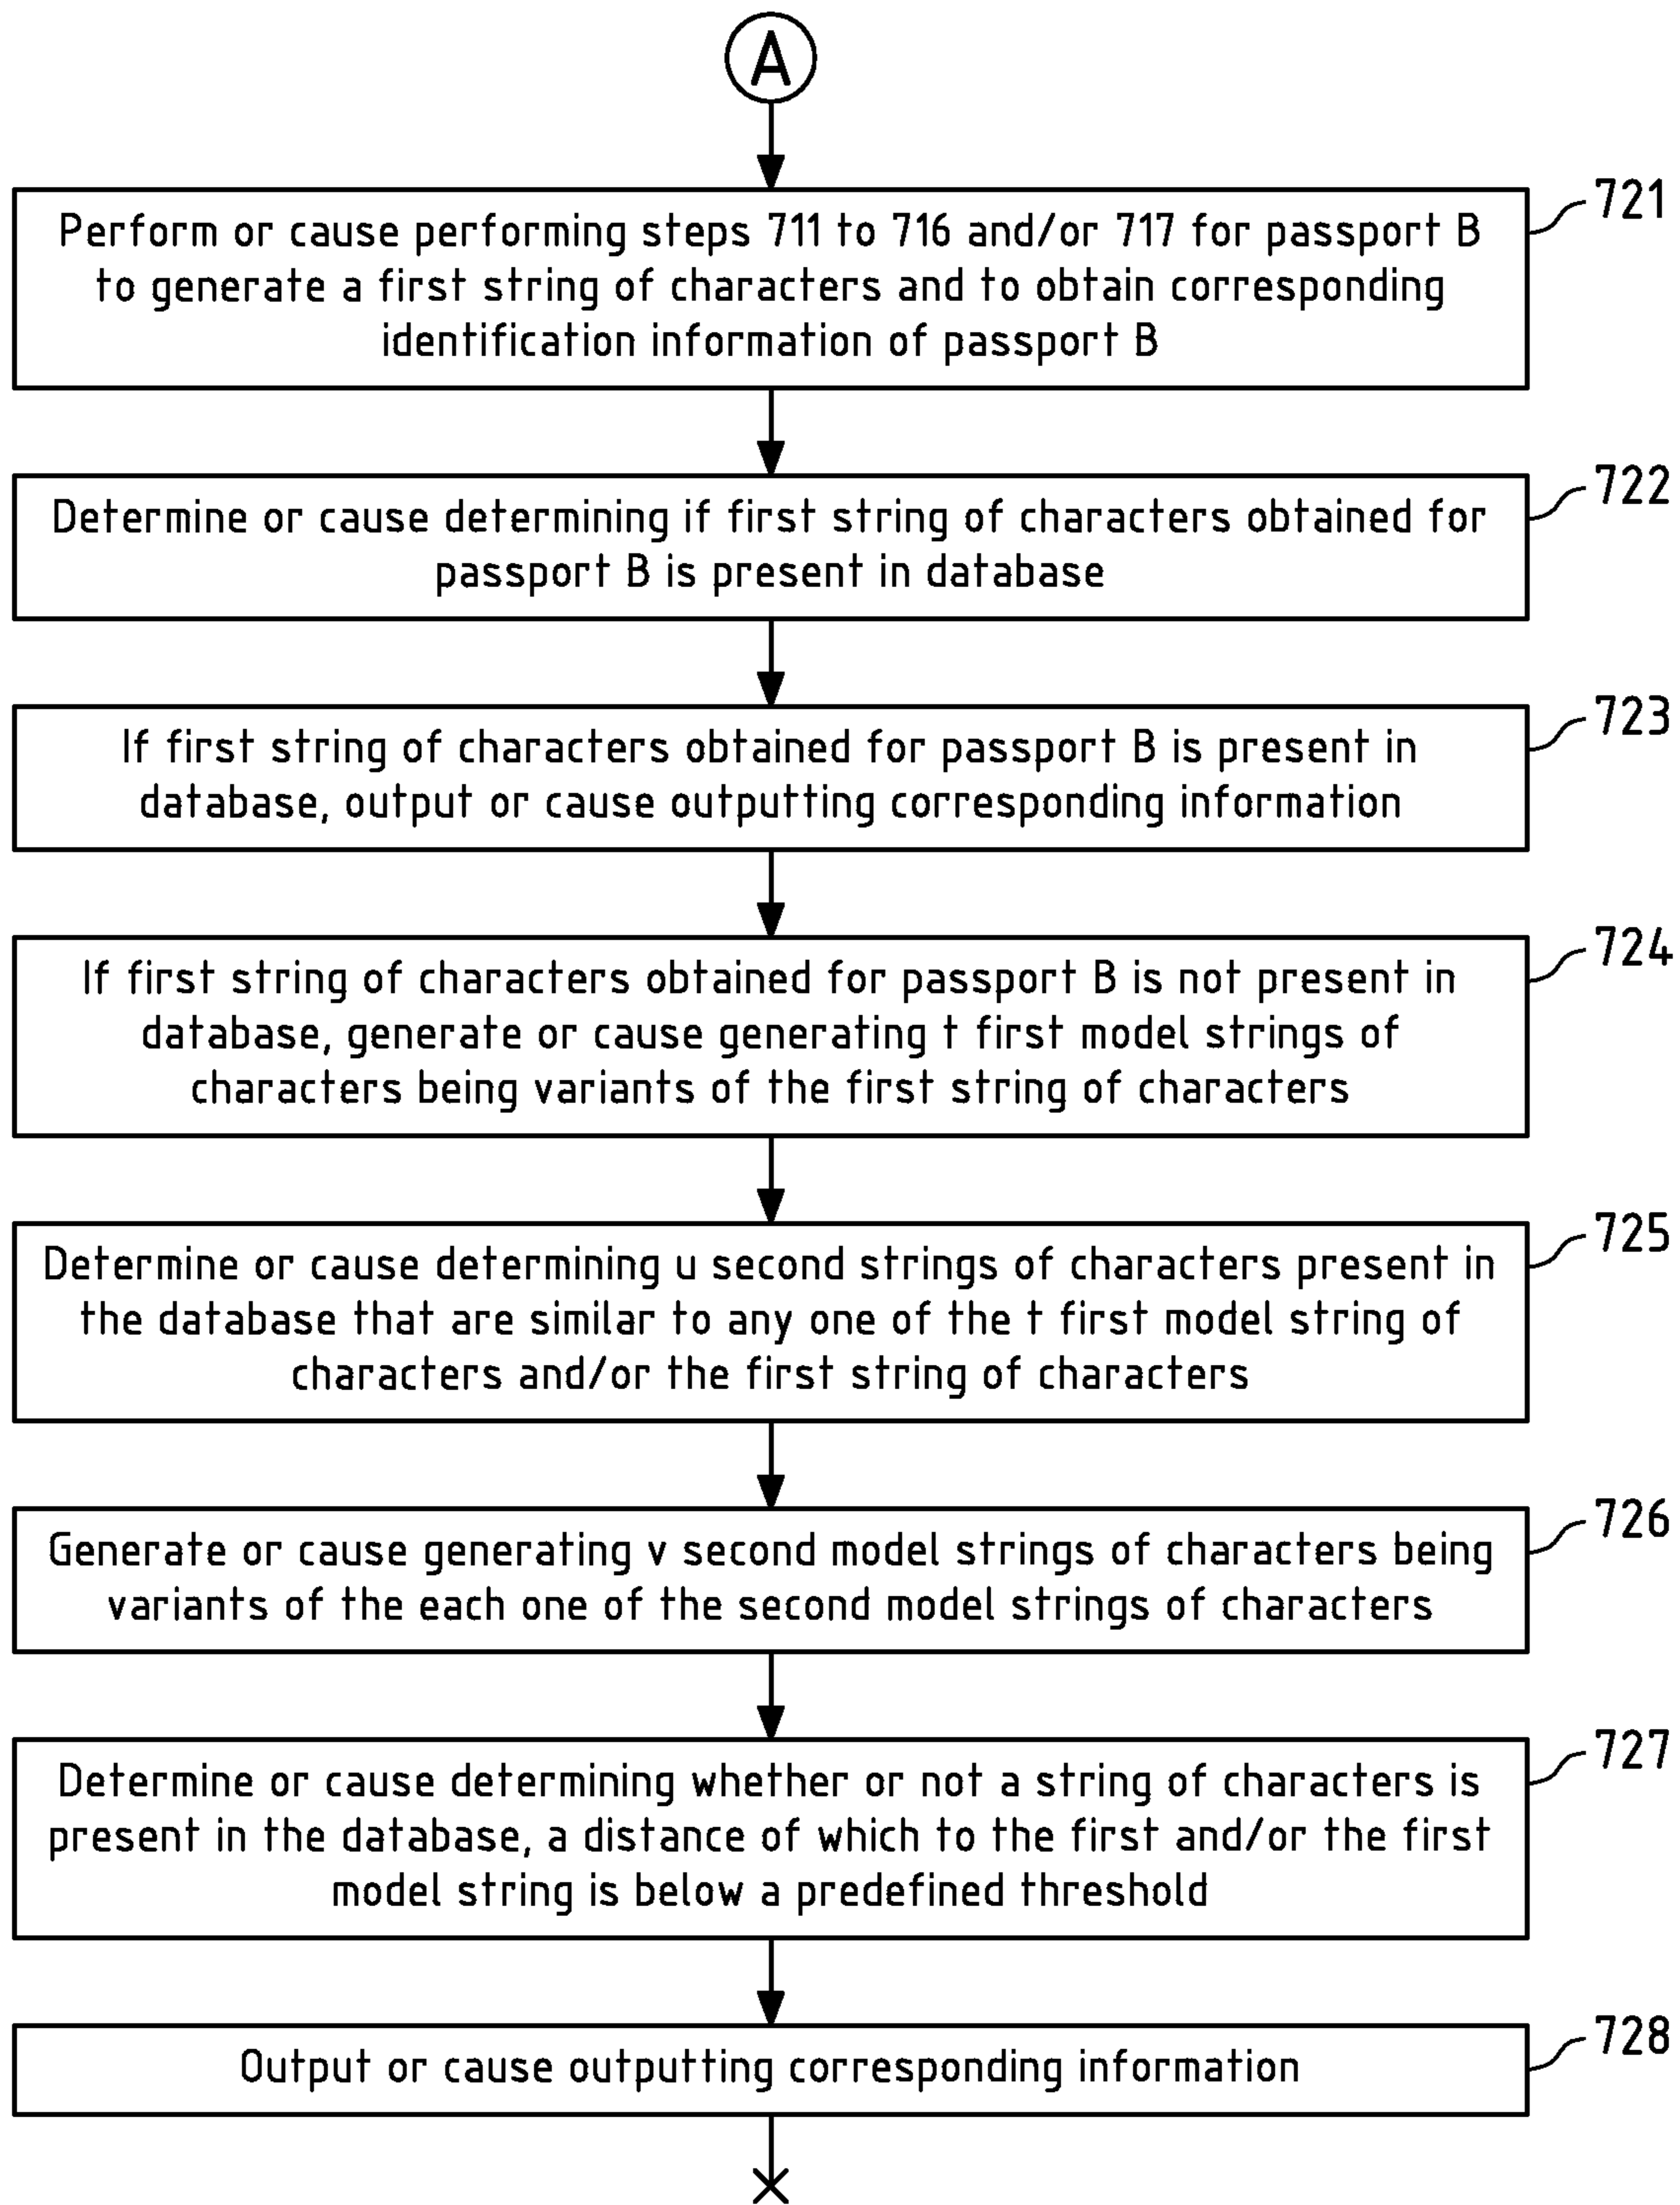 A
721
Perform or cause performing steps 711 to 716 and/or 717 for passport B
to generate a first string of characters and to obtain corresponding
identification information of passport B
722
Determine or cause determining if first string of characters obtained for
passport B is present in database
723
If first string of characters obtained for passport B is present in
database, output or cause outputting corresponding information
724
If first string of characters obtained for passport B is not present in
database, generate or cause generating t first model strings of
characters being variants of the first string of characters
725
Determine or cause determining u second strings of characters present in
the database that are similar to any one of the t first model string of
characters and/or the first string of characters
726
Generate or cause generating v second model strings of characters being
variants of the each one of the second model strings of characters
727
Determine or cause determining whether or not a string of characters is
present in the database, a distance of which to the first and/or the first
model string is below a predefined threshold
728
Output or cause outputting corresponding information